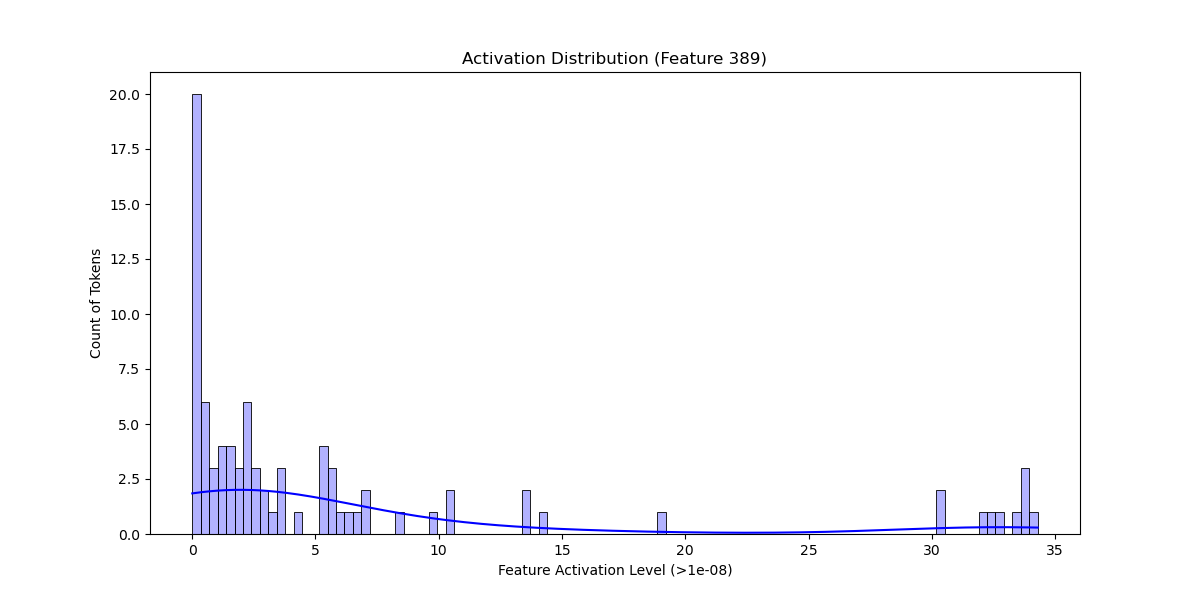 Activation Distribution (Feature 389)
Count of Tokens
20.0
17.5
15.0
12.5
10.0
7.5
5.0
2.5
0.0
0 5 10 15 20 25 30 35
Feature Activation Level (>1e-08)